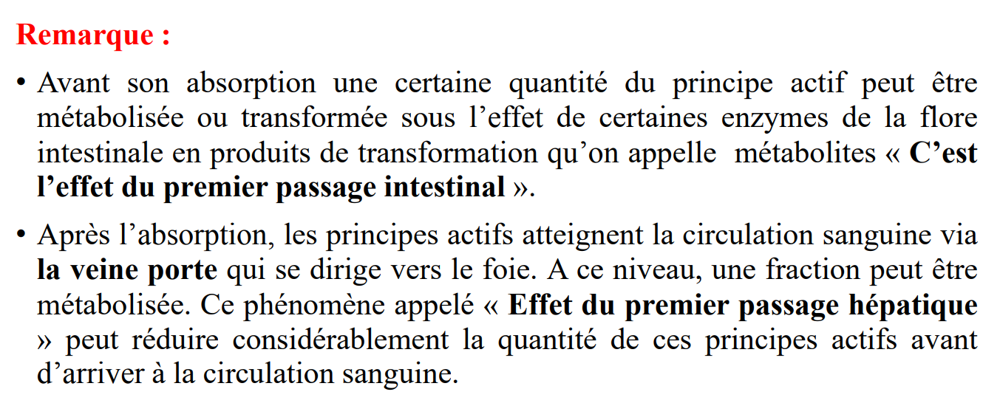 Remarque :
• Avant son absorption une certaine quantité du principe actif peut être
métabolisée ou transformée sous l’effet de certaines enzymes de la flore
intestinale en produits de transformation qu’on appelle  métabolites « C’est
l’effet du premier passage intestinal ».
• Après l’absorption, les principes actifs atteignent la circulation sanguine via
la veine porte qui se dirige vers le foie. A ce niveau, une fraction peut être
métabolisée. Ce phénomène appelé « Effet du premier passage hépatique
» peut réduire considérablement la quantité de ces principes actifs avant
d’arriver à la circulation sanguine.